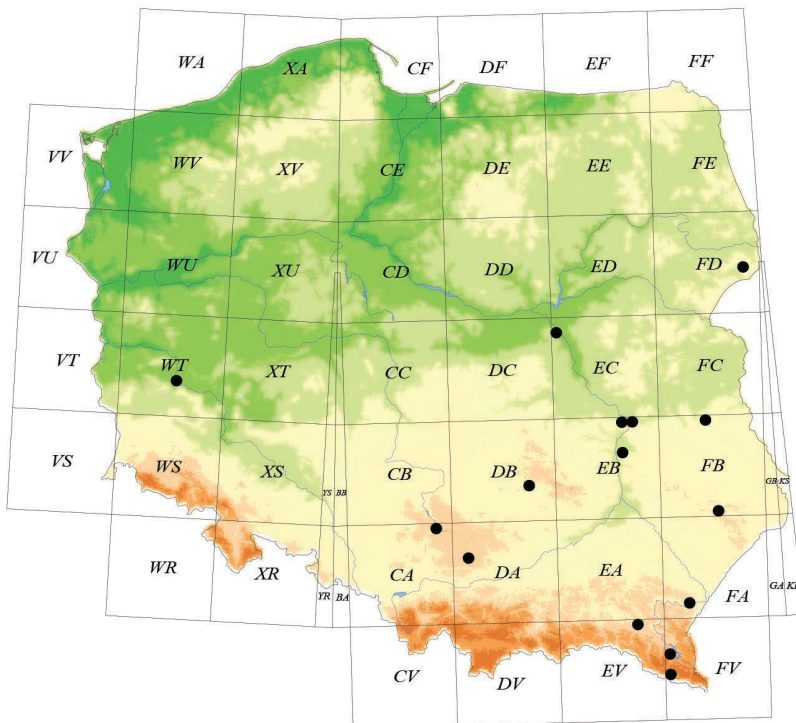 WA XA CF DF EF FF
VV WV XV CE DE EE FE
VU WU XU CD DD ED FD
VT WT XT CC DC EC FC
VS WS XS YS BB CB DB EB FB GB KS
WR XR YR BA CA DA EA FA GA
CV DV EV FV